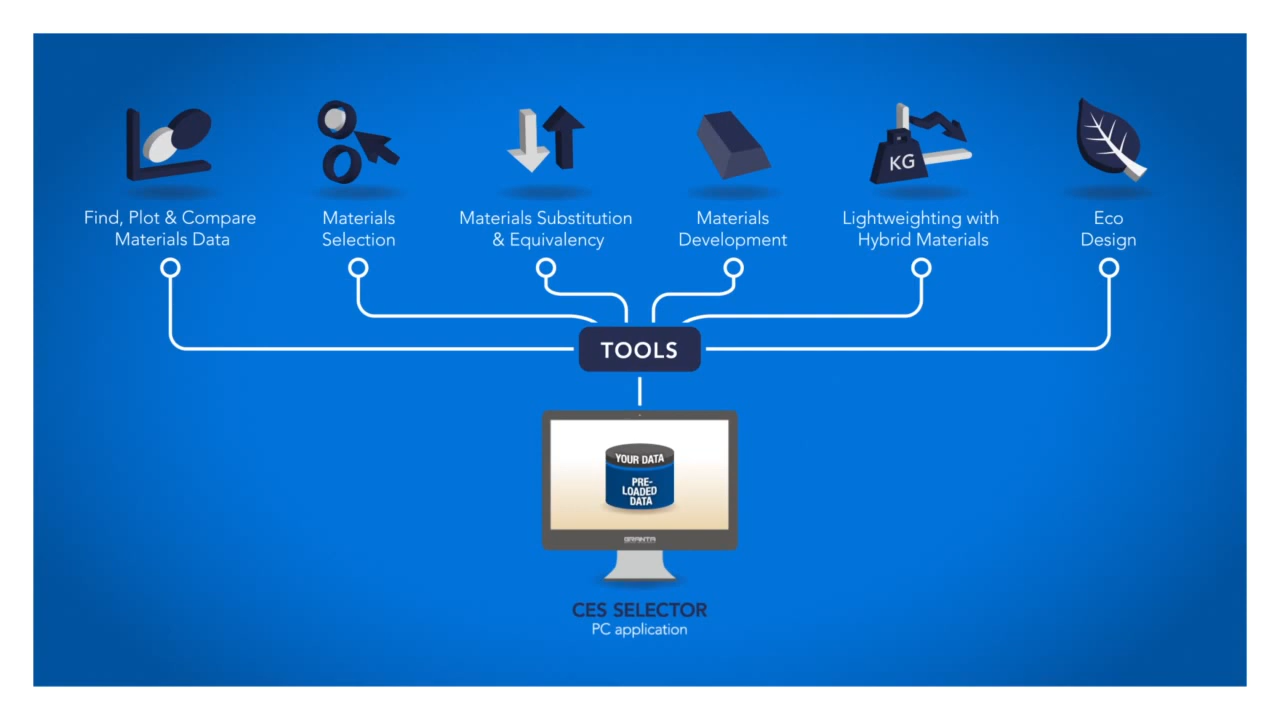 KG
Find, Plot & Compare
Materials Data
Materials
Selection
Materials Substitution
& Equivalency
Materials
Development
Lightweighting with
Hybrid Materials
Eco
Design
TOOLS
YOUR DATA
PRE-
LOADED
DATA
GRANTA
CES SELECTOR
PC application